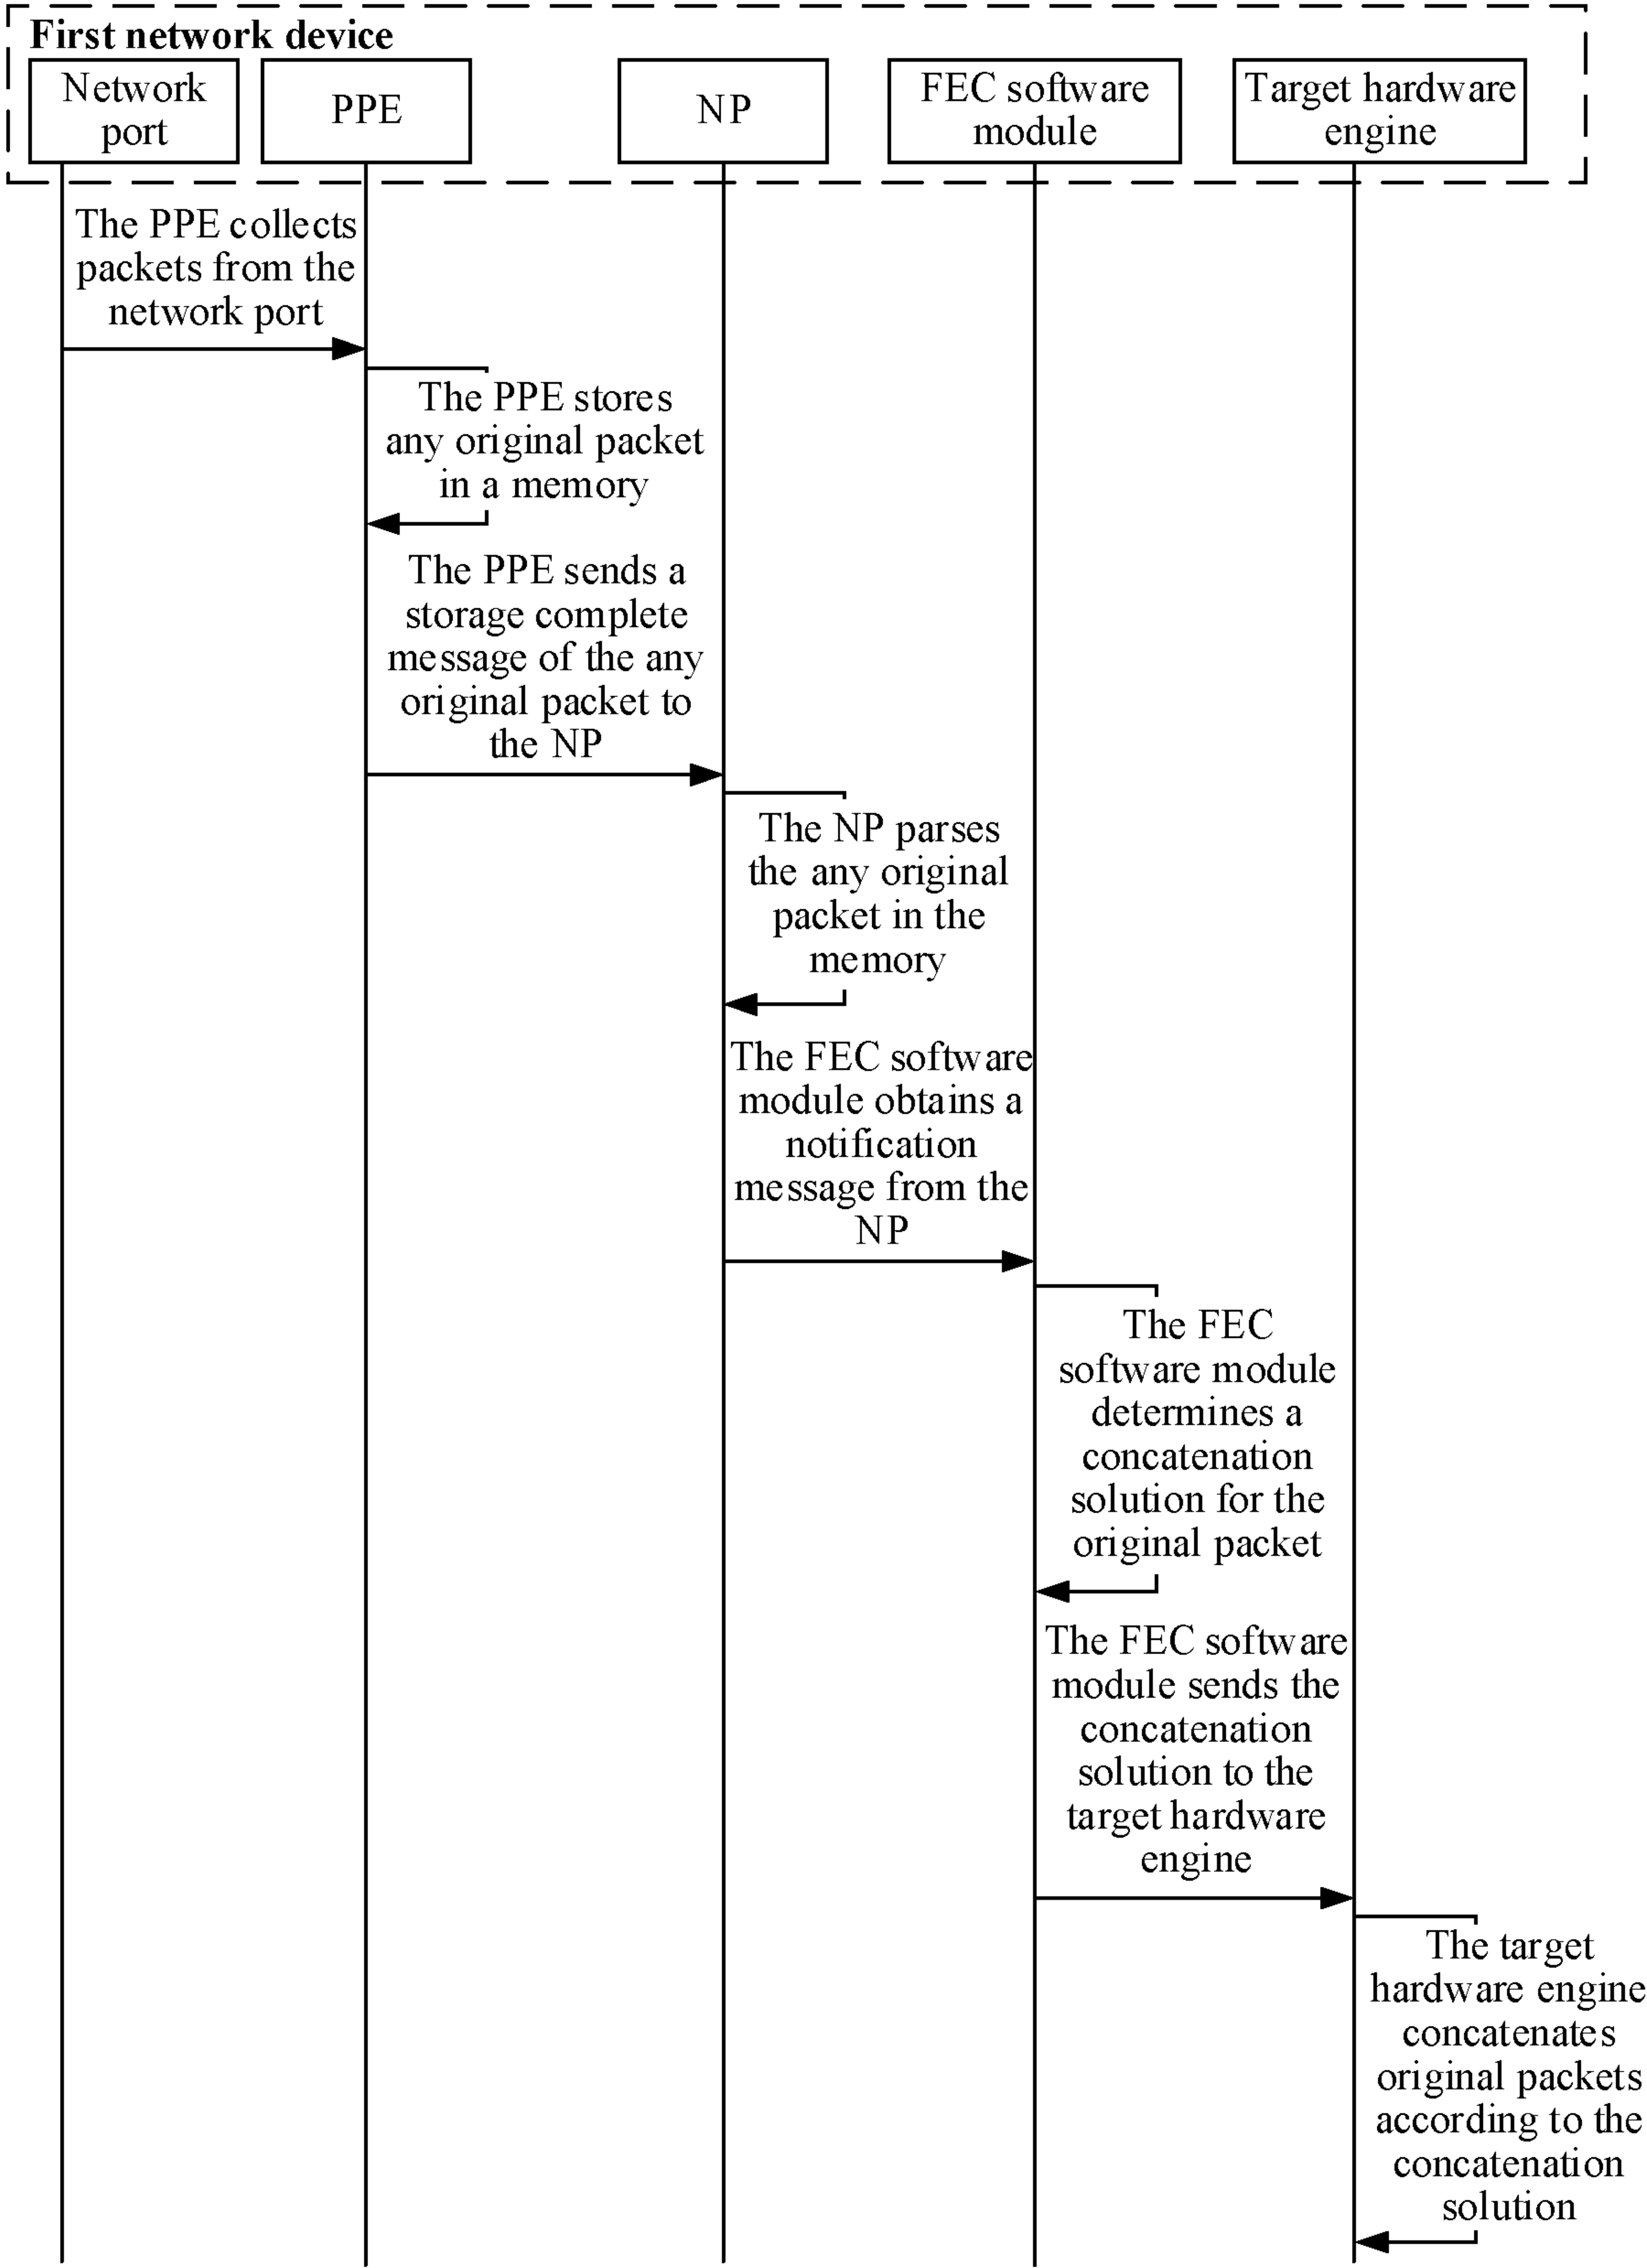 First network device
Network
port
PPE
NP
FEC software
module
Target hardware
engine
The PPE collects
packets from the
network port
The PPE stores
any original packet
in a memory
The PPE sends a
storage complete
message of the any
original packet to
the NP
The NP parses
the any original
packet in the
memory
The FEC software
module obtains a
notification
message from the
NP
The FEC
software module
determines a
concatenation
solution for the
original packet
The FEC software
module sends the
concatenation
solution to the
target hardware
engine
The target
hardware engine
concatenates
original packets
according to the
concatenation
solution